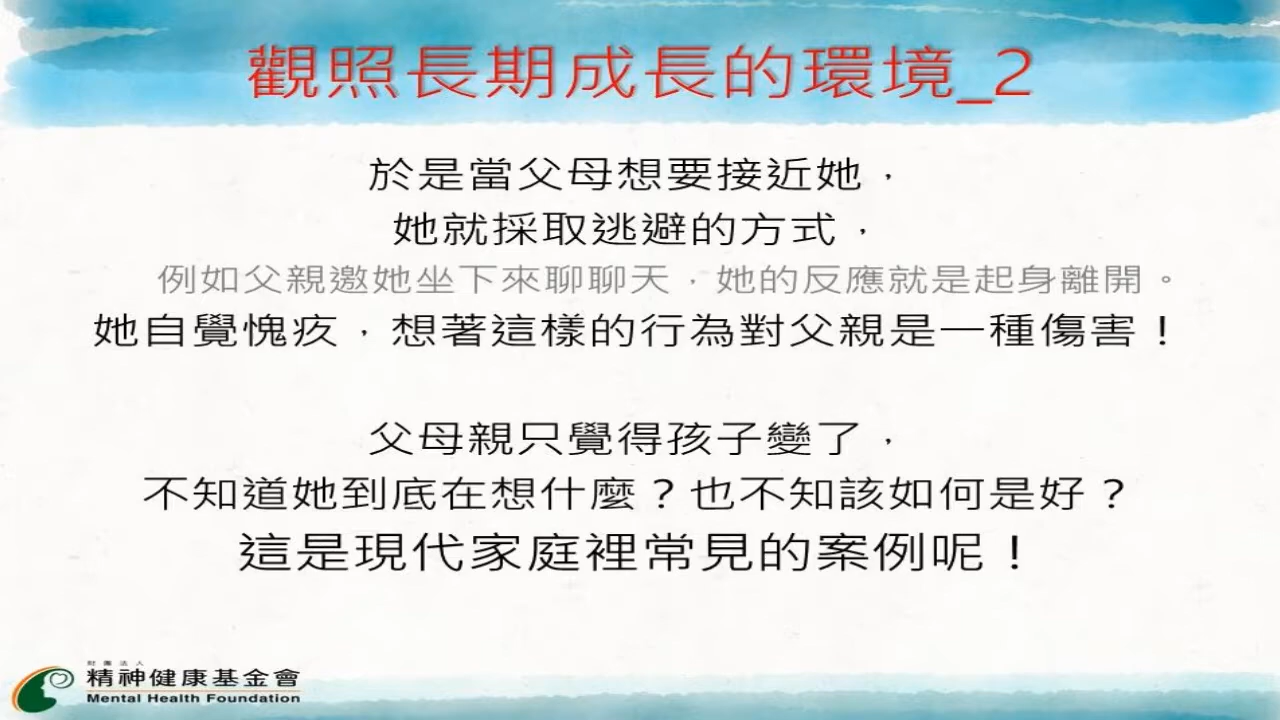 觀照長期成長的環境_2
於是當父母想要接近她，
她就採取逃避的方式，
例如父親邀她坐下來聊聊天，她的反應就是起身離開。
她自覺愧疚，想著這樣的行為對父親是一種傷害！
父母親只覺得孩子變了，
不知道她到底在想什麼？也不知該如何是好？
這是現代家庭裡常見的案例呢！
財團法人
精神健康基金會
Mental Health Foundation